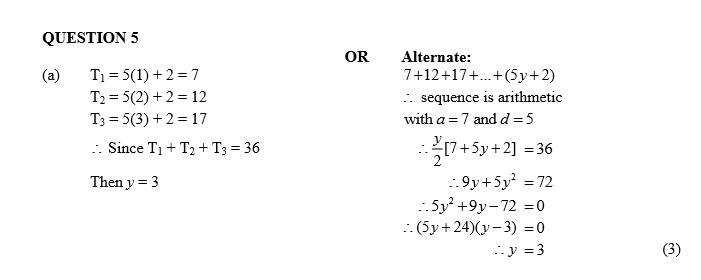 QUESTION 5
(a) T₁ = 5(1) + 2 = 7
T₂ = 5(2) + 2 = 12
T₃ = 5(3) + 2 = 17
∴ Since T₁ + T₂ + T₃ = 36
Then y = 3
OR Alternate:
7+12+17+...+(5y+2)
∴ sequence is arithmetic
with a = 7 and d = 5
∴ y/2 [7+5y+2] = 36
∴ 9y+5y² = 72
∴ 5y²+9y−72 = 0
∴ (5y+24)(y−3) = 0
∴ y = 3 (3)